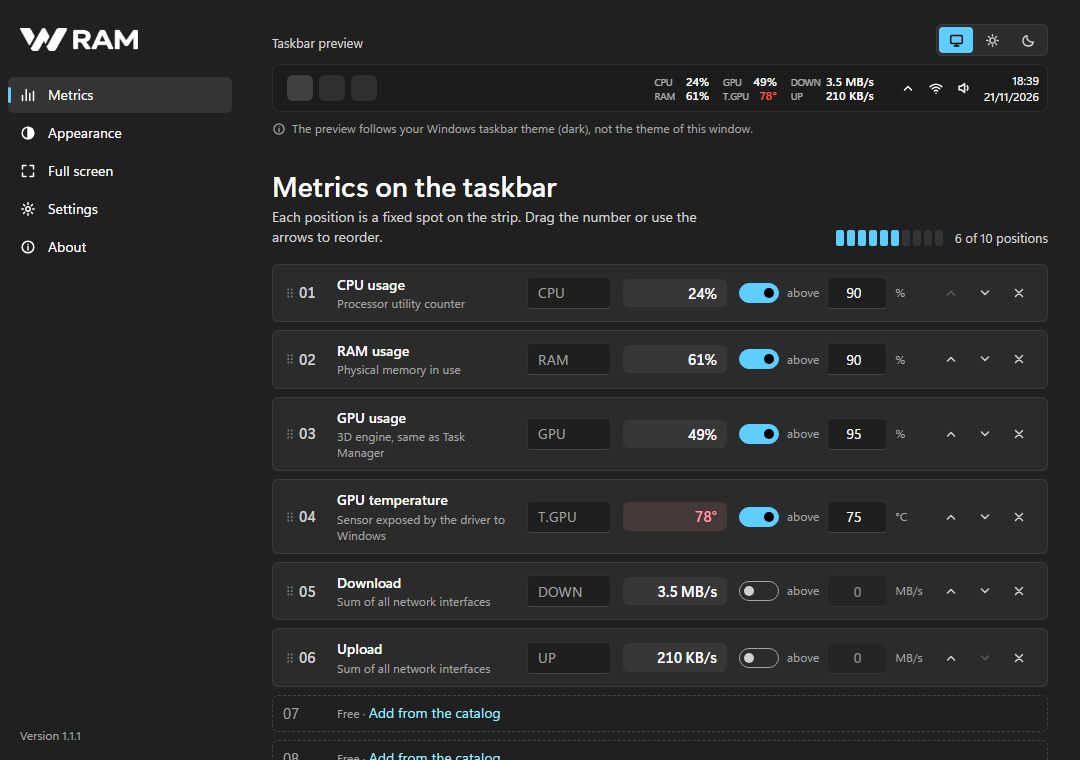 W RAM
Metrics
Appearance
Full screen
Settings
About
Version 1.1.1
Taskbar preview
CPU 24% GPU 49% DOWN 3.5 MB/s
RAM 61% T.GPU 78° UP 210 KB/s
18:39
21/11/2026
The preview follows your Windows taskbar theme (dark), not the theme of this window.
Metrics on the taskbar
Each position is a fixed spot on the strip. Drag the number or use the
arrows to reorder.
6 of 10 positions
01 CPU usage CPU 24% above 90 %
Processor utility counter
02 RAM usage RAM 61% above 90 %
Physical memory in use
03 GPU usage GPU 49% above 95 %
3D engine, same as Task
Manager
04 GPU temperature T.GPU 78° above 75 °C
Sensor exposed by the driver to
Windows
05 Download DOWN 3.5 MB/s above 0 MB/s
Sum of all network interfaces
06 Upload UP 210 KB/s above 0 MB/s
Sum of all network interfaces
07 Free · Add from the catalog
08 Free · Add from the catalog